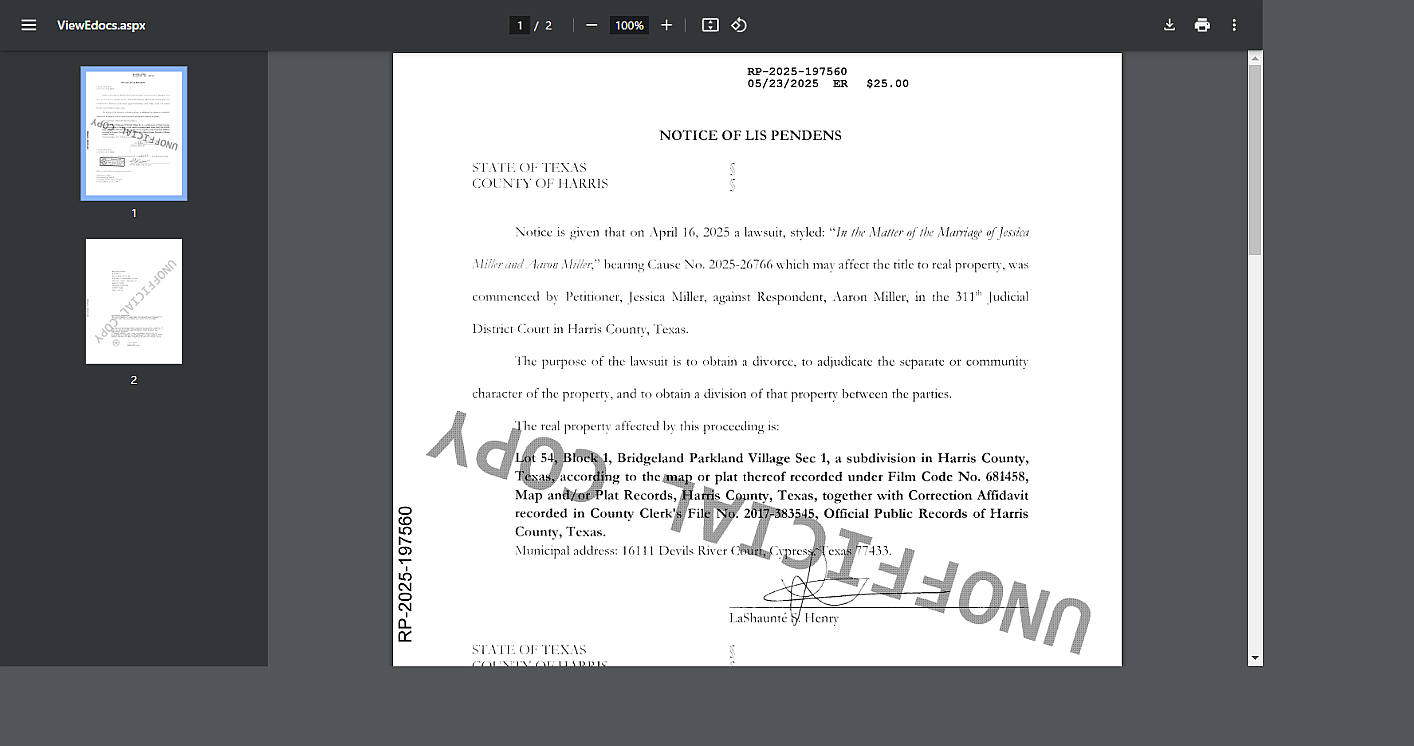 ViewEdocs.aspx
1 / 2
100%
1
2
RP-2025-197560
05/23/2025 ER $25.00
NOTICE OF LIS PENDENS
STATE OF TEXAS §
COUNTY OF HARRIS §
Notice is given that on April 16, 2025 a lawsuit, styled: “In the Matter of the Marriage of Jessica
Miller and Aaron Miller,” bearing Cause No. 2025-26766 which may affect the title to real property, was
commenced by Petitioner, Jessica Miller, against Respondent, Aaron Miller, in the 311th Judicial
District Court in Harris County, Texas.
The purpose of the lawsuit is to obtain a divorce, to adjudicate the separate or community
character of the property, and to obtain a division of that property between the parties.
The real property affected by this proceeding is:
Lot 54, Block 1, Bridgeland Parkland Village Sec 1, a subdivision in Harris County,
Texas, according to the map or plat thereof recorded under Film Code No. 681458,
Map and/or Plat Records, Harris County, Texas, together with Correction Affidavit
recorded in County Clerk's File No. 2017-383545, Official Public Records of Harris
County, Texas.
Municipal address: 16111 Devils River Court, Cypress, Texas 77433.
LaShaunté S. Henry
STATE OF TEXAS §
COUNTY OF HARRIS §
RP-2025-197560
UNOFFICIAL COPY
UNOFFICIAL COPY
UNOFFICIAL COPY